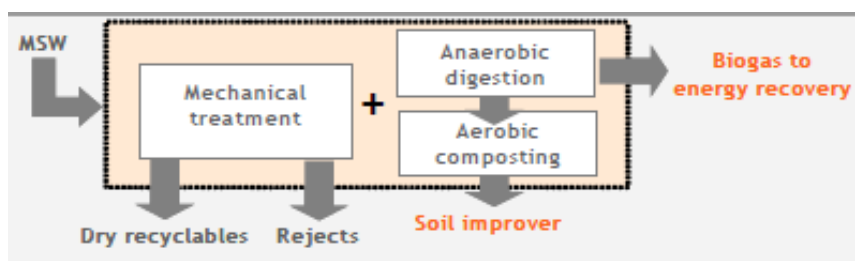 MSW
Mechanical
treatment
+
Anaerobic
digestion
Aerobic
composting
Biogas to
energy recovery
Dry recyclables
Rejects
Soil improver